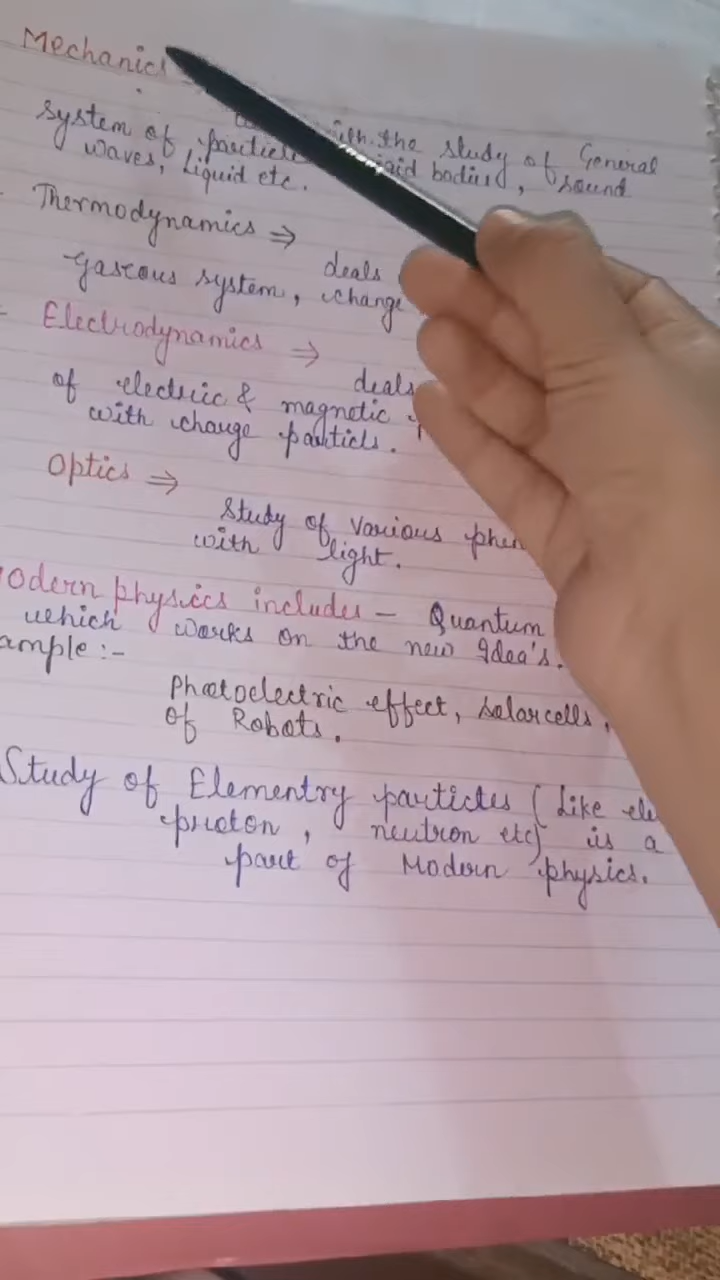 Mechanics
with the study of General
system of particles rigid bodies, sound
waves, liquid etc.
Thermodynamics ⇒
deals
gaseous system, change
Electrodynamics ⇒
deals
of electric & magnetic
with charge particls.
Optics ⇒
Study of various
with light.
odern physics includes - Quantum
which works on the new Idea's.
ample :-
Photoelectric effect, solarcells,
of Robots.
Study of Elementry particles (Like ele
proton, neutron etc) is a
part of Modern physics.